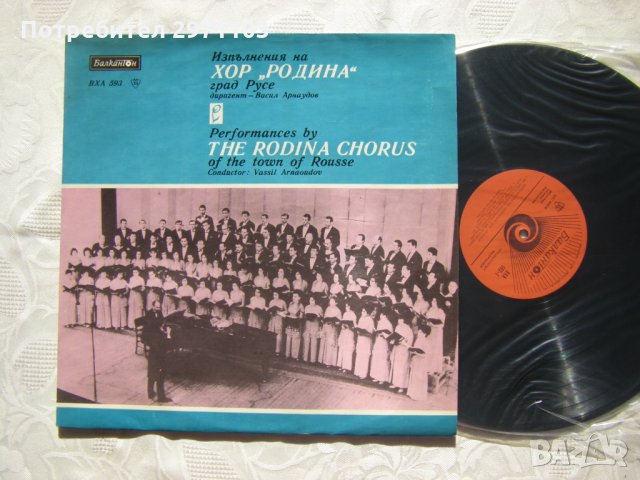 Потребител 2971103
Балкантон
ВХА 593
Изпълнения на
ХОР „РОДИНА“
град Русе
диригент – Васил Арнаудов
Performances by
THE RODINA CHORUS
of the town of Rousse
Conductor: Vassil Arnaoudov
Балкантон
BAZAR